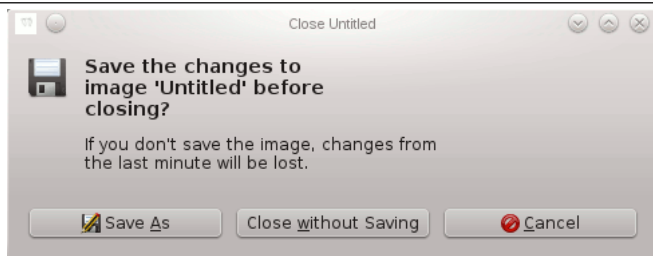 Close Untitled
Save the changes to
image 'Untitled' before
closing?
If you don't save the image, changes from
the last minute will be lost.
Save As
Close without Saving
Cancel